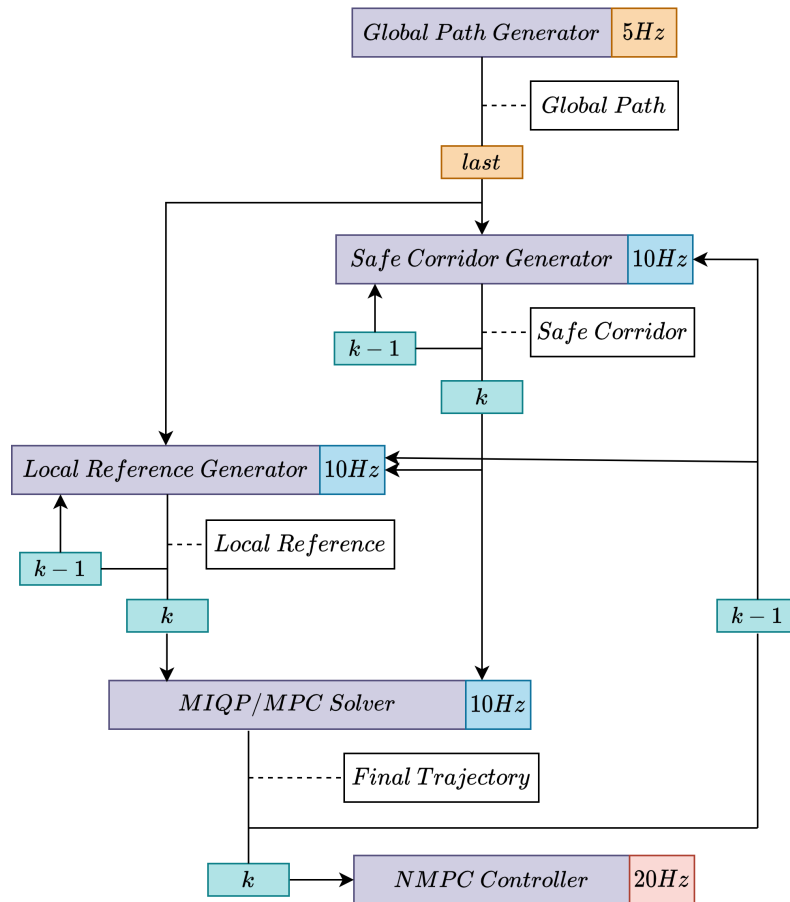 Global Path Generator 5Hz
Global Path
last
Safe Corridor Generator 10Hz
Safe Corridor
k − 1
k
Local Reference Generator 10Hz
Local Reference
k − 1
k
k − 1
MIQP/MPC Solver 10Hz
Final Trajectory
k
NMPC Controller 20Hz